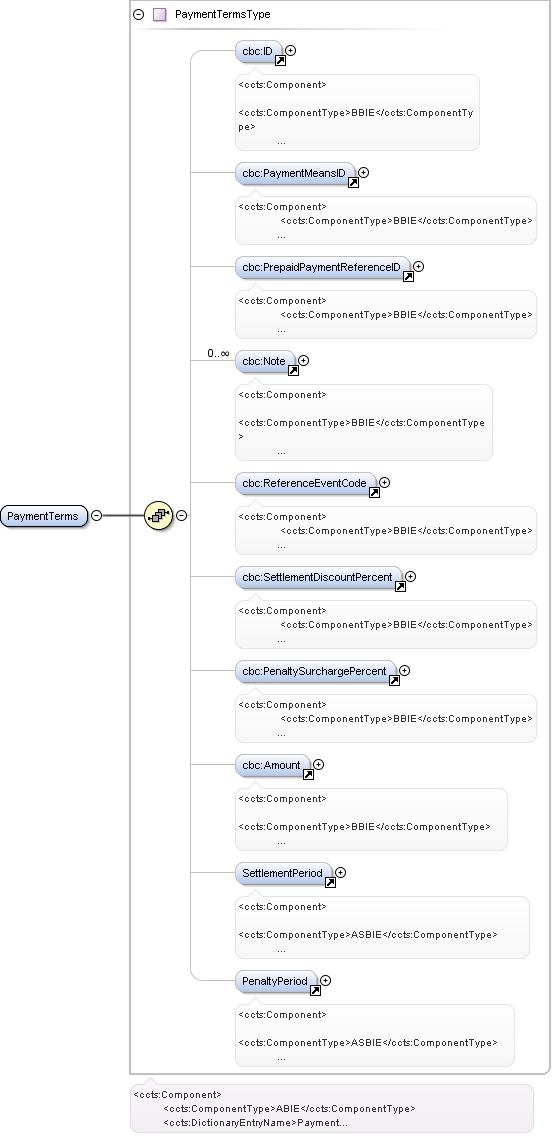 PaymentTermsType
cbc:ID
<ccts:Component>
<ccts:ComponentType>BBIE</ccts:ComponentTy
pe>
...
cbc:PaymentMeansID
<ccts:Component>
<ccts:ComponentType>BBIE</ccts:ComponentType>
...
cbc:PrepaidPaymentReferenceID
<ccts:Component>
<ccts:ComponentType>BBIE</ccts:ComponentType>
...
0..∞
cbc:Note
<ccts:Component>
<ccts:ComponentType>BBIE</ccts:ComponentType
>
...
cbc:ReferenceEventCode
<ccts:Component>
<ccts:ComponentType>BBIE</ccts:ComponentType>
...
PaymentTerms
cbc:SettlementDiscountPercent
<ccts:Component>
<ccts:ComponentType>BBIE</ccts:ComponentType>
...
cbc:PenaltySurchargePercent
<ccts:Component>
<ccts:ComponentType>BBIE</ccts:ComponentType>
...
cbc:Amount
<ccts:Component>
<ccts:ComponentType>BBIE</ccts:ComponentType>
...
SettlementPeriod
<ccts:Component>
<ccts:ComponentType>ASBIE</ccts:ComponentType>
...
PenaltyPeriod
<ccts:Component>
<ccts:ComponentType>ASBIE</ccts:ComponentType>
...
<ccts:Component>
<ccts:ComponentType>ABIE</ccts:ComponentType>
<ccts:DictionaryEntryName>Payment...